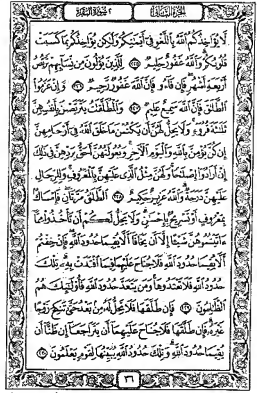 الجزء الثاني سورة البقرة
لَّا يُؤَاخِذُكُمُ ٱللَّهُ بِٱللَّغْوِ فِىٓ أَيْمَٰنِكُمْ وَلَٰكِن يُؤَاخِذُكُم بِمَا كَسَبَتْ
قُلُوبُكُمْ وَٱللَّهُ غَفُورٌ حَلِيمٌ ٢٢٥ لِّلَّذِينَ يُؤْلُونَ مِن نِّسَآئِهِمْ تَرَبُّصُ
أَرْبَعَةِ أَشْهُرٍ فَإِن فَآءُو فَإِنَّ ٱللَّهَ غَفُورٌ رَّحِيمٌ ٢٢٦ وَإِنْ عَزَمُوا۟
ٱلطَّلَٰقَ فَإِنَّ ٱللَّهَ سَمِيعٌ عَلِيمٌ ٢٢٧ وَٱلْمُطَلَّقَٰتُ يَتَرَبَّصْنَ بِأَنفُسِهِنَّ
ثَلَٰثَةَ قُرُوٓءٍ وَلَا يَحِلُّ لَهُنَّ أَن يَكْتُمْنَ مَا خَلَقَ ٱللَّهُ فِىٓ أَرْحَامِهِنَّ
إِن كُنَّ يُؤْمِنَّ بِٱللَّهِ وَٱلْيَوْمِ ٱلْءَاخِرِ وَبُعُولَتُهُنَّ أَحَقُّ بِرَدِّهِنَّ فِى ذَٰلِكَ
إِنْ أَرَادُوٓا۟ إِصْلَٰحًا وَلَهُنَّ مِثْلُ ٱلَّذِى عَلَيْهِنَّ بِٱلْمَعْرُوفِ وَلِلرِّجَالِ
عَلَيْهِنَّ دَرَجَةٌ وَٱللَّهُ عَزِيزٌ حَكِيمٌ ٢٢٨ ٱلطَّلَٰقُ مَرَّتَانِ فَإِمْسَاكٌۢ
بِمَعْرُوفٍ أَوْ تَسْرِيحٌۢ بِإِحْسَٰنٍ وَلَا يَحِلُّ لَكُمْ أَن تَأْخُذُوا۟ مِمَّآ
ءَاتَيْتُمُوهُنَّ شَيْـًٔا إِلَّآ أَن يَخَافَآ أَلَّا يُقِيمَا حُدُودَ ٱللَّهِ فَإِنْ خِفْتُمْ
أَلَّا يُقِيمَا حُدُودَ ٱللَّهِ فَلَا جُنَاحَ عَلَيْهِمَا فِيمَا ٱفْتَدَتْ بِهِۦ تِلْكَ
حُدُودُ ٱللَّهِ فَلَا تَعْتَدُوهَا وَمَن يَتَعَدَّ حُدُودَ ٱللَّهِ فَأُو۟لَٰٓئِكَ هُمُ
ٱلظَّٰلِمُونَ ٢٢٩ فَإِن طَلَّقَهَا فَلَا تَحِلُّ لَهُۥ مِنۢ بَعْدُ حَتَّىٰ تَنكِحَ زَوْجًا
غَيْرَهُۥ فَإِن طَلَّقَهَا فَلَا جُنَاحَ عَلَيْهِمَآ أَن يَتَرَاجَعَآ إِن ظَنَّآ أَن
يُقِيمَا حُدُودَ ٱللَّهِ وَتِلْكَ حُدُودُ ٱللَّهِ يُبَيِّنُهَا لِقَوْمٍ يَعْلَمُونَ ٢٣٠
٣٦